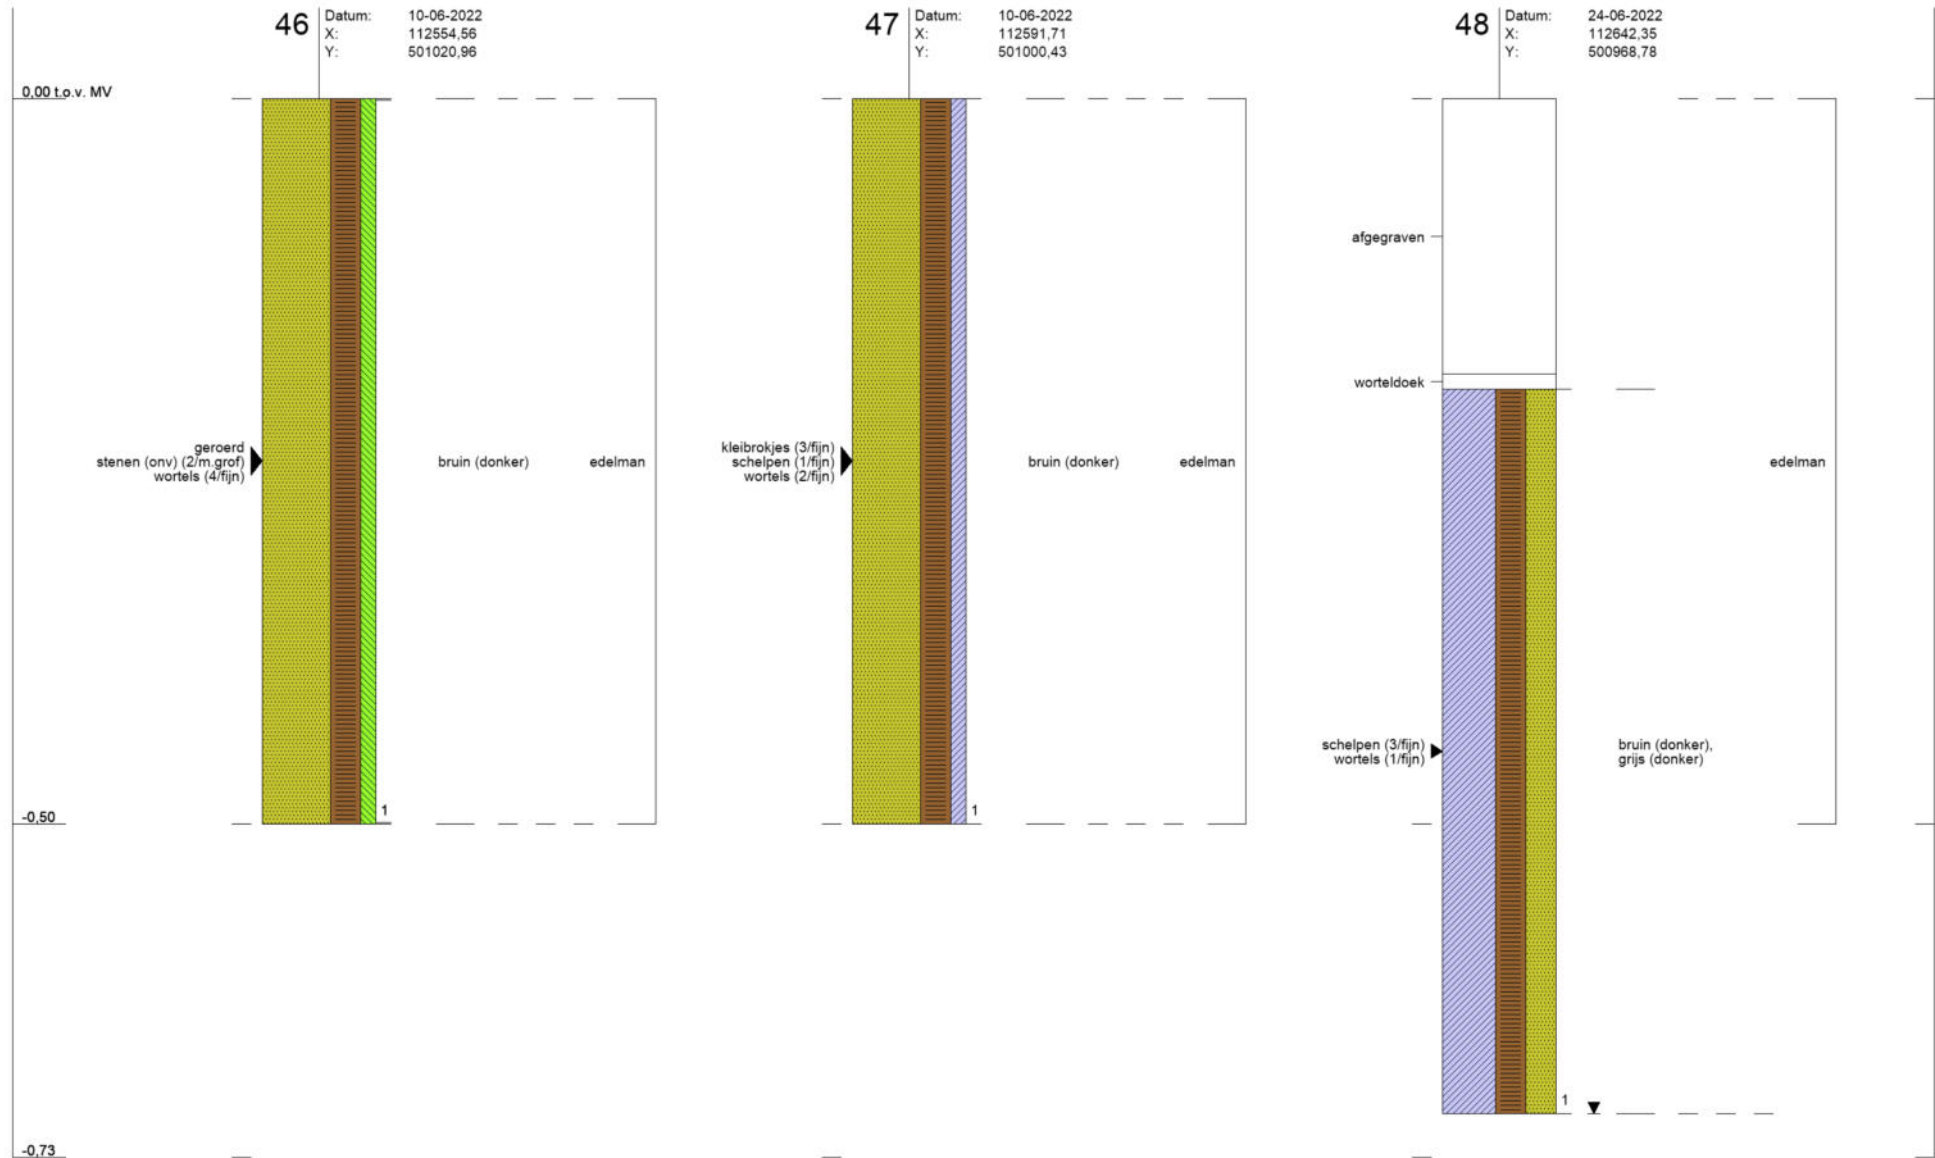 46
Datum: 10-06-2022
X: 112554,56
Y: 501020,96
47
Datum: 10-06-2022
X: 112591,71
Y: 501000,43
48
Datum: 24-06-2022
X: 112642,35
Y: 500968,78
0,00 t.o.v. MV
geroerd
stenen (onv) (2/m.grof)
wortels (4/fijn)
bruin (donker)
edelman
1
kleibrokjes (3/fijn)
schelpen (1/fijn)
wortels (2/fijn)
bruin (donker)
edelman
1
afgegraven
worteldoek
edelman
schelpen (3/fijn)
wortels (1/fijn)
bruin (donker),
grijs (donker)
1
-0,50
-0,73